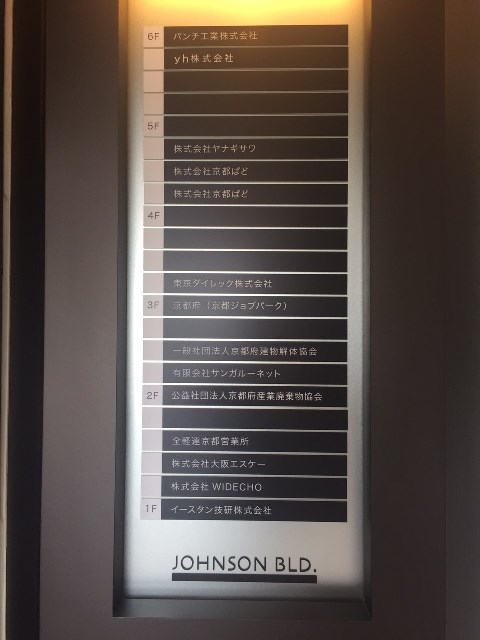 6F パンチ工業株式会社
yh株式会社
5F
株式会社ヤナギサワ
株式会社京都ぱど
株式会社京都ぱど
4F
東京ダイレック株式会社
3F 京都府（京都ジョブパーク）
一般社団法人京都府建物解体協会
有限会社サンガルーネット
2F 公益社団法人京都府産業廃棄物協会
全軽連京都営業所
株式会社大阪エスケー
株式会社 WIDECHO
1F イースタン技研株式会社
JOHNSON BLD.